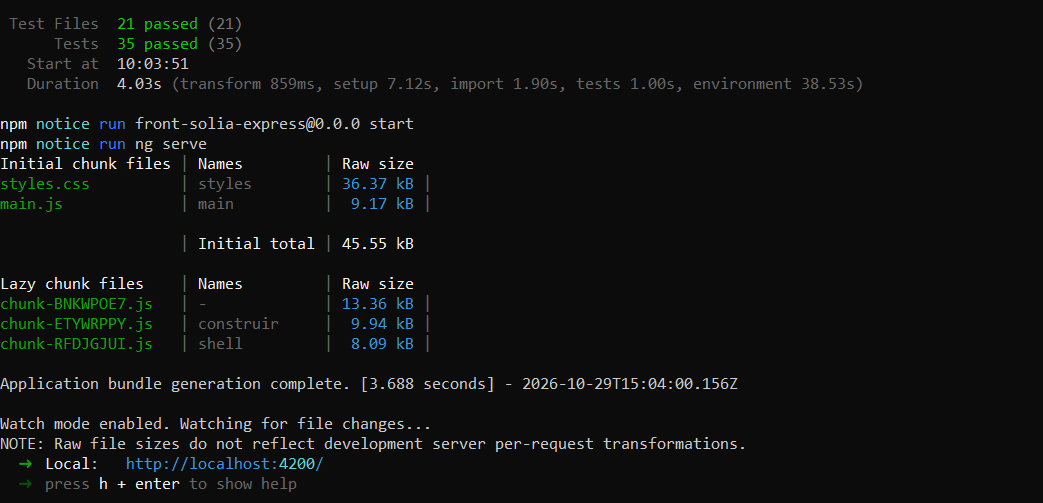 Test Files  21 passed (21)
Tests  35 passed (35)
Start at  10:03:51
Duration  4.03s (transform 859ms, setup 7.12s, import 1.90s, tests 1.00s, environment 38.53s)
npm notice run front-solia-express@0.0.0 start
npm notice run ng serve
Initial chunk files | Names | Raw size
styles.css | styles | 36.37 kB |
main.js | main | 9.17 kB |
| Initial total | 45.55 kB
Lazy chunk files | Names | Raw size
chunk-BNKWPOE7.js | - | 13.36 kB |
chunk-ETYWRPPY.js | construir | 9.94 kB |
chunk-RFDJGJUI.js | shell | 8.09 kB |
Application bundle generation complete. [3.688 seconds] - 2026-10-29T15:04:00.156Z
Watch mode enabled. Watching for file changes...
NOTE: Raw file sizes do not reflect development server per-request transformations.
➜ Local: http://localhost:4200/
➜ press h + enter to show help